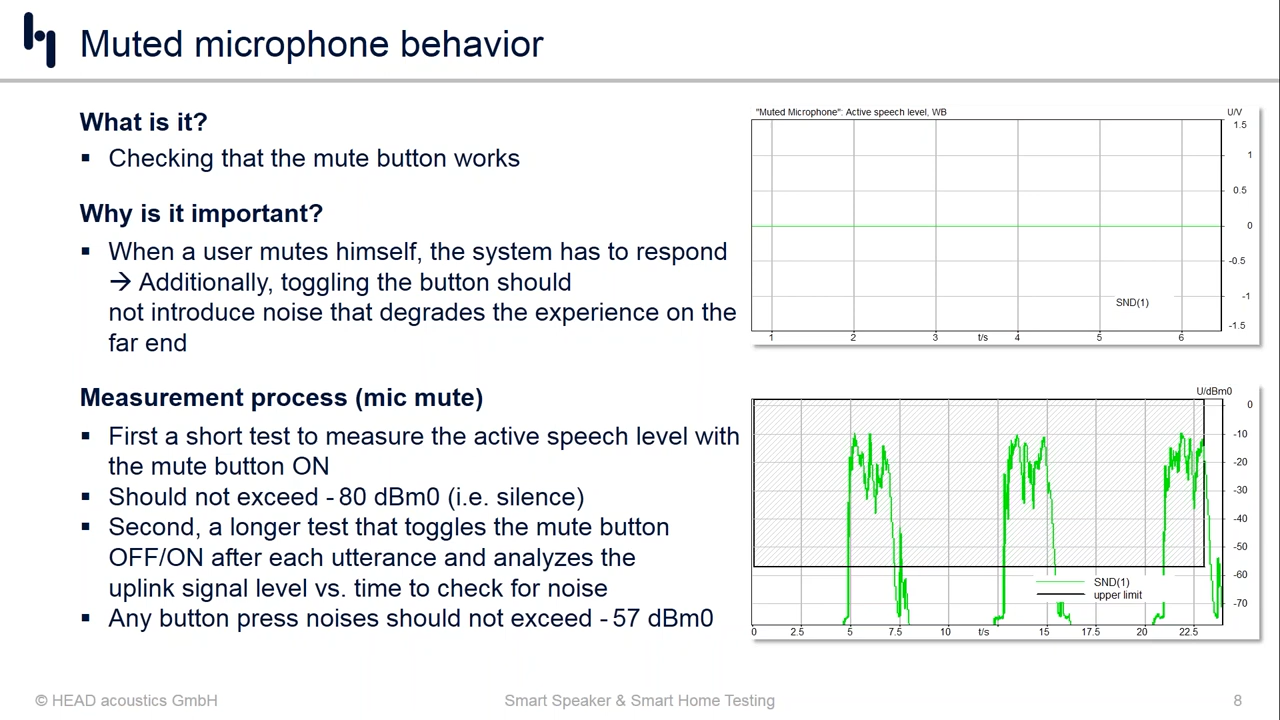 Muted microphone behavior
What is it?
▪ Checking that the mute button works
Why is it important?
▪ When a user mutes himself, the system has to respond
→ Additionally, toggling the button should
not introduce noise that degrades the experience on the
far end
Measurement process (mic mute)
▪ First a short test to measure the active speech level with
the mute button ON
▪ Should not exceed -80 dBm0 (i.e. silence)
▪ Second, a longer test that toggles the mute button
OFF/ON after each utterance and analyzes the
uplink signal level vs. time to check for noise
▪ Any button press noises should not exceed -57 dBm0
"Muted Microphone": Active speech level, WB
U/V
1.5
1
0.5
0
-0.5
-1
-1.5
SND(1)
1 2 3 t/s 4 5 6
U/dBm0
0
-10
-20
-30
-40
-50
-60
-70
SND(1)
upper limit
0 2.5 5 7.5 10 t/s 15 17.5 20 22.5
© HEAD acoustics GmbH
Smart Speaker & Smart Home Testing
8